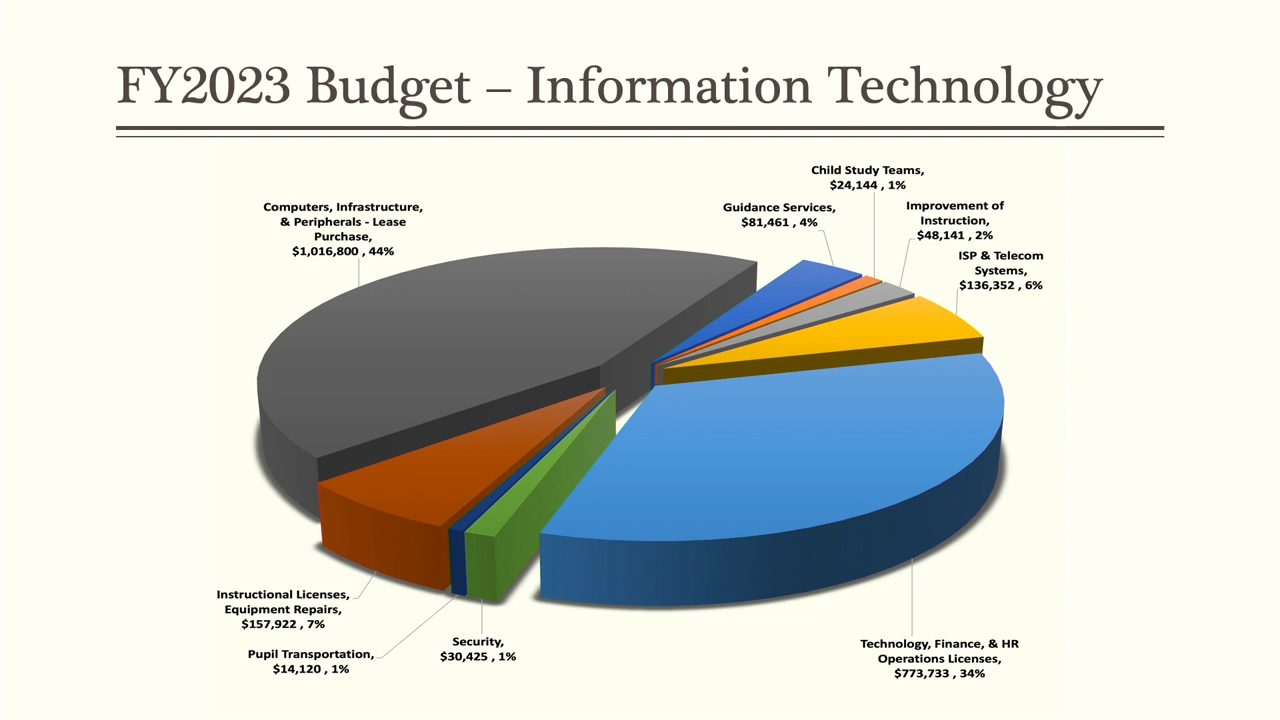 FY2023 Budget – Information Technology
Child Study Teams,
$24,144 , 1%
Computers, Infrastructure,
& Peripherals - Lease
Purchase,
$1,016,800 , 44%
Guidance Services,
$81,461 , 4%
Improvement of
Instruction,
$48,141 , 2%
ISP & Telecom
Systems,
$136,352 , 6%
Instructional Licenses,
Equipment Repairs,
$157,922 , 7%
Pupil Transportation,
$14,120 , 1%
Security,
$30,425 , 1%
Technology, Finance, & HR
Operations Licenses,
$773,733 , 34%